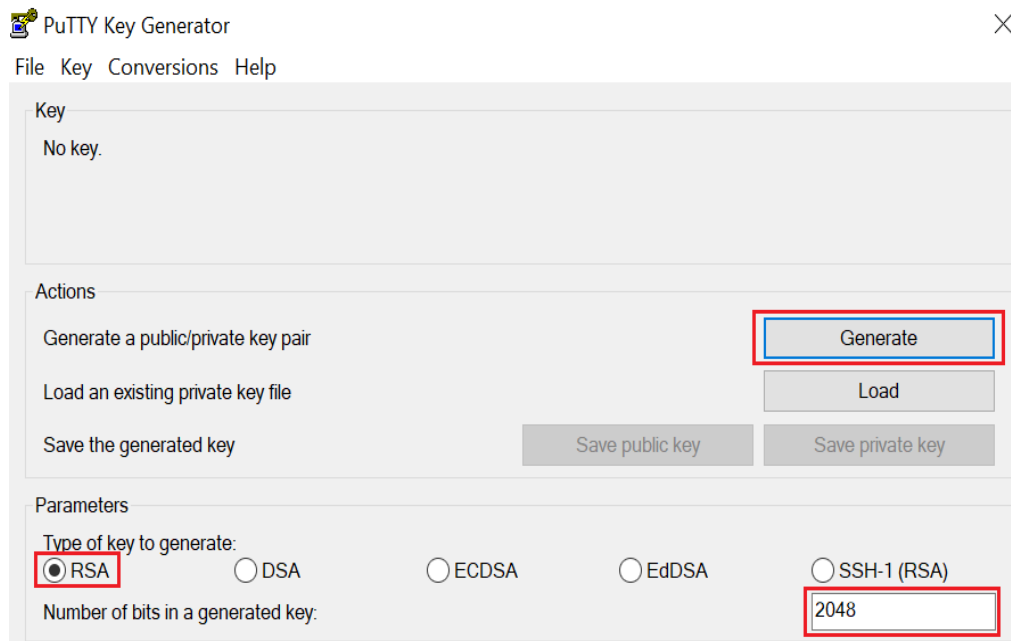 PuTTY Key Generator
File Key Conversions Help
Key
No key.
Actions
Generate a public/private key pair Generate
Load an existing private key file Load
Save the generated key Save public key Save private key
Parameters
Type of key to generate:
RSA DSA ECDSA EdDSA SSH-1 (RSA)
Number of bits in a generated key: 2048